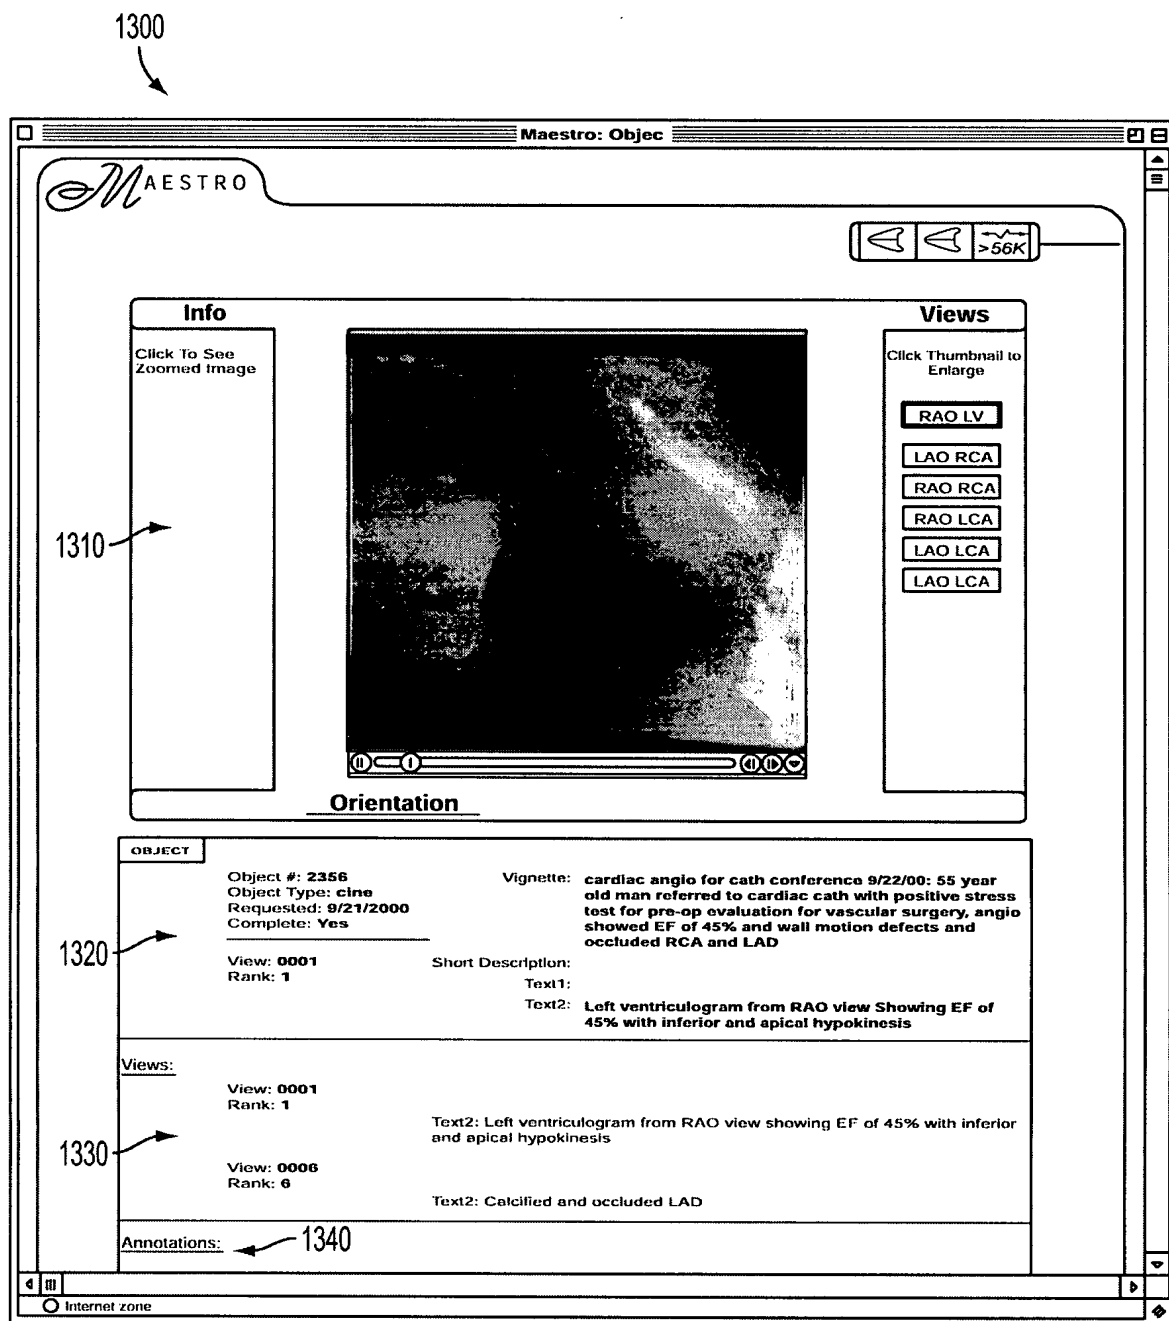 1300
Maestro: Objec
MAESTRO
>56K
Info
Views
Click To See
Zoomed Image
Click Thumbnail to
Enlarge
RAO LV
LAO RCA
RAO RCA
RAO LCA
LAO LCA
LAO LCA
1310
Orientation
OBJECT
Object #: 2356
Object Type: cine
Requested: 9/21/2000
Complete: Yes
Vignette: cardiac angio for cath conference 9/22/00: 55 year
old man referred to cardiac cath with positive stress
test for pre-op evaluation for vascular surgery, angio
showed EF of 45% and wall motion defects and
occluded RCA and LAD
1320
View: 0001
Rank: 1
Short Description:
Text1:
Text2: Left ventriculogram from RAO view Showing EF of
45% with inferior and apical hypokinesis
Views:
View: 0001
Rank: 1
Text2: Left ventriculogram from RAO view showing EF of 45% with inferior
and apical hypokinesis
1330
View: 0006
Rank: 6
Text2: Calcified and occluded LAD
Annotations:
1340
Internet zone